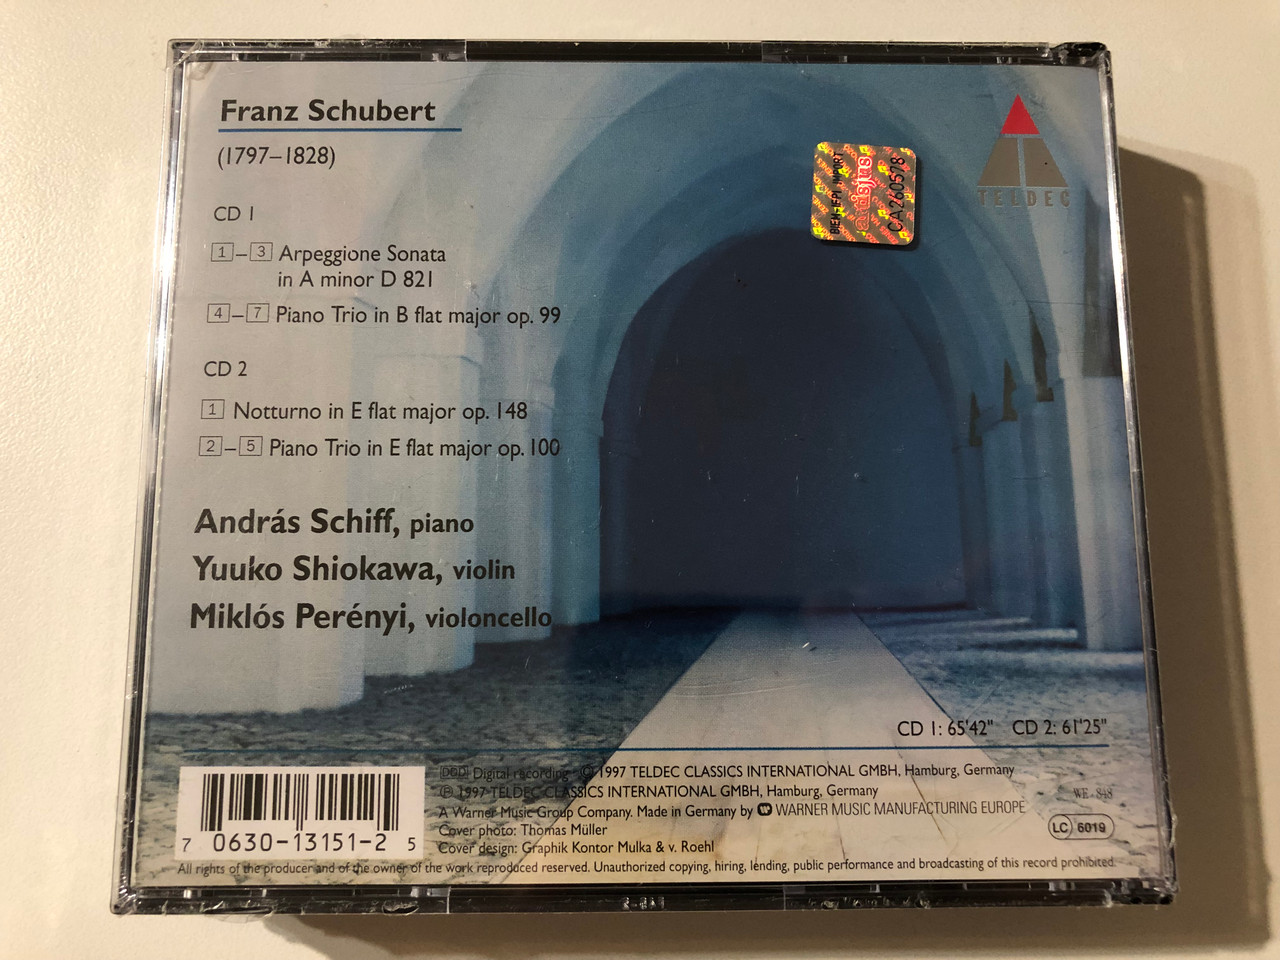 Franz Schubert
(1797–1828)
CD 1
1–3 Arpeggione Sonata
in A minor D 821
4–7 Piano Trio in B flat major op. 99
CD 2
1 Notturno in E flat major op. 148
2–5 Piano Trio in E flat major op. 100
András Schiff, piano
Yuuko Shiokawa, violin
Miklós Perényi, violoncello
TELDEC
BIEM-IFPI IMPORT
artisjus
CA260578
CD 1: 65'42" CD 2: 61'25"
DDD Digital recording © 1997 TELDEC CLASSICS INTERNATIONAL GMBH, Hamburg, Germany
℗ 1997 TELDEC CLASSICS INTERNATIONAL GMBH, Hamburg, Germany
A Warner Music Group Company. Made in Germany by WARNER MUSIC MANUFACTURING EUROPE
Cover photo: Thomas Müller
Cover design: Graphik Kontor Mulka & v. Roehl
WE 848
LC 6019
7 0630-13151-2 5
All rights of the producer and of the owner of the work reproduced reserved. Unauthorized copying, hiring, lending, public performance and broadcasting of this record prohibited.